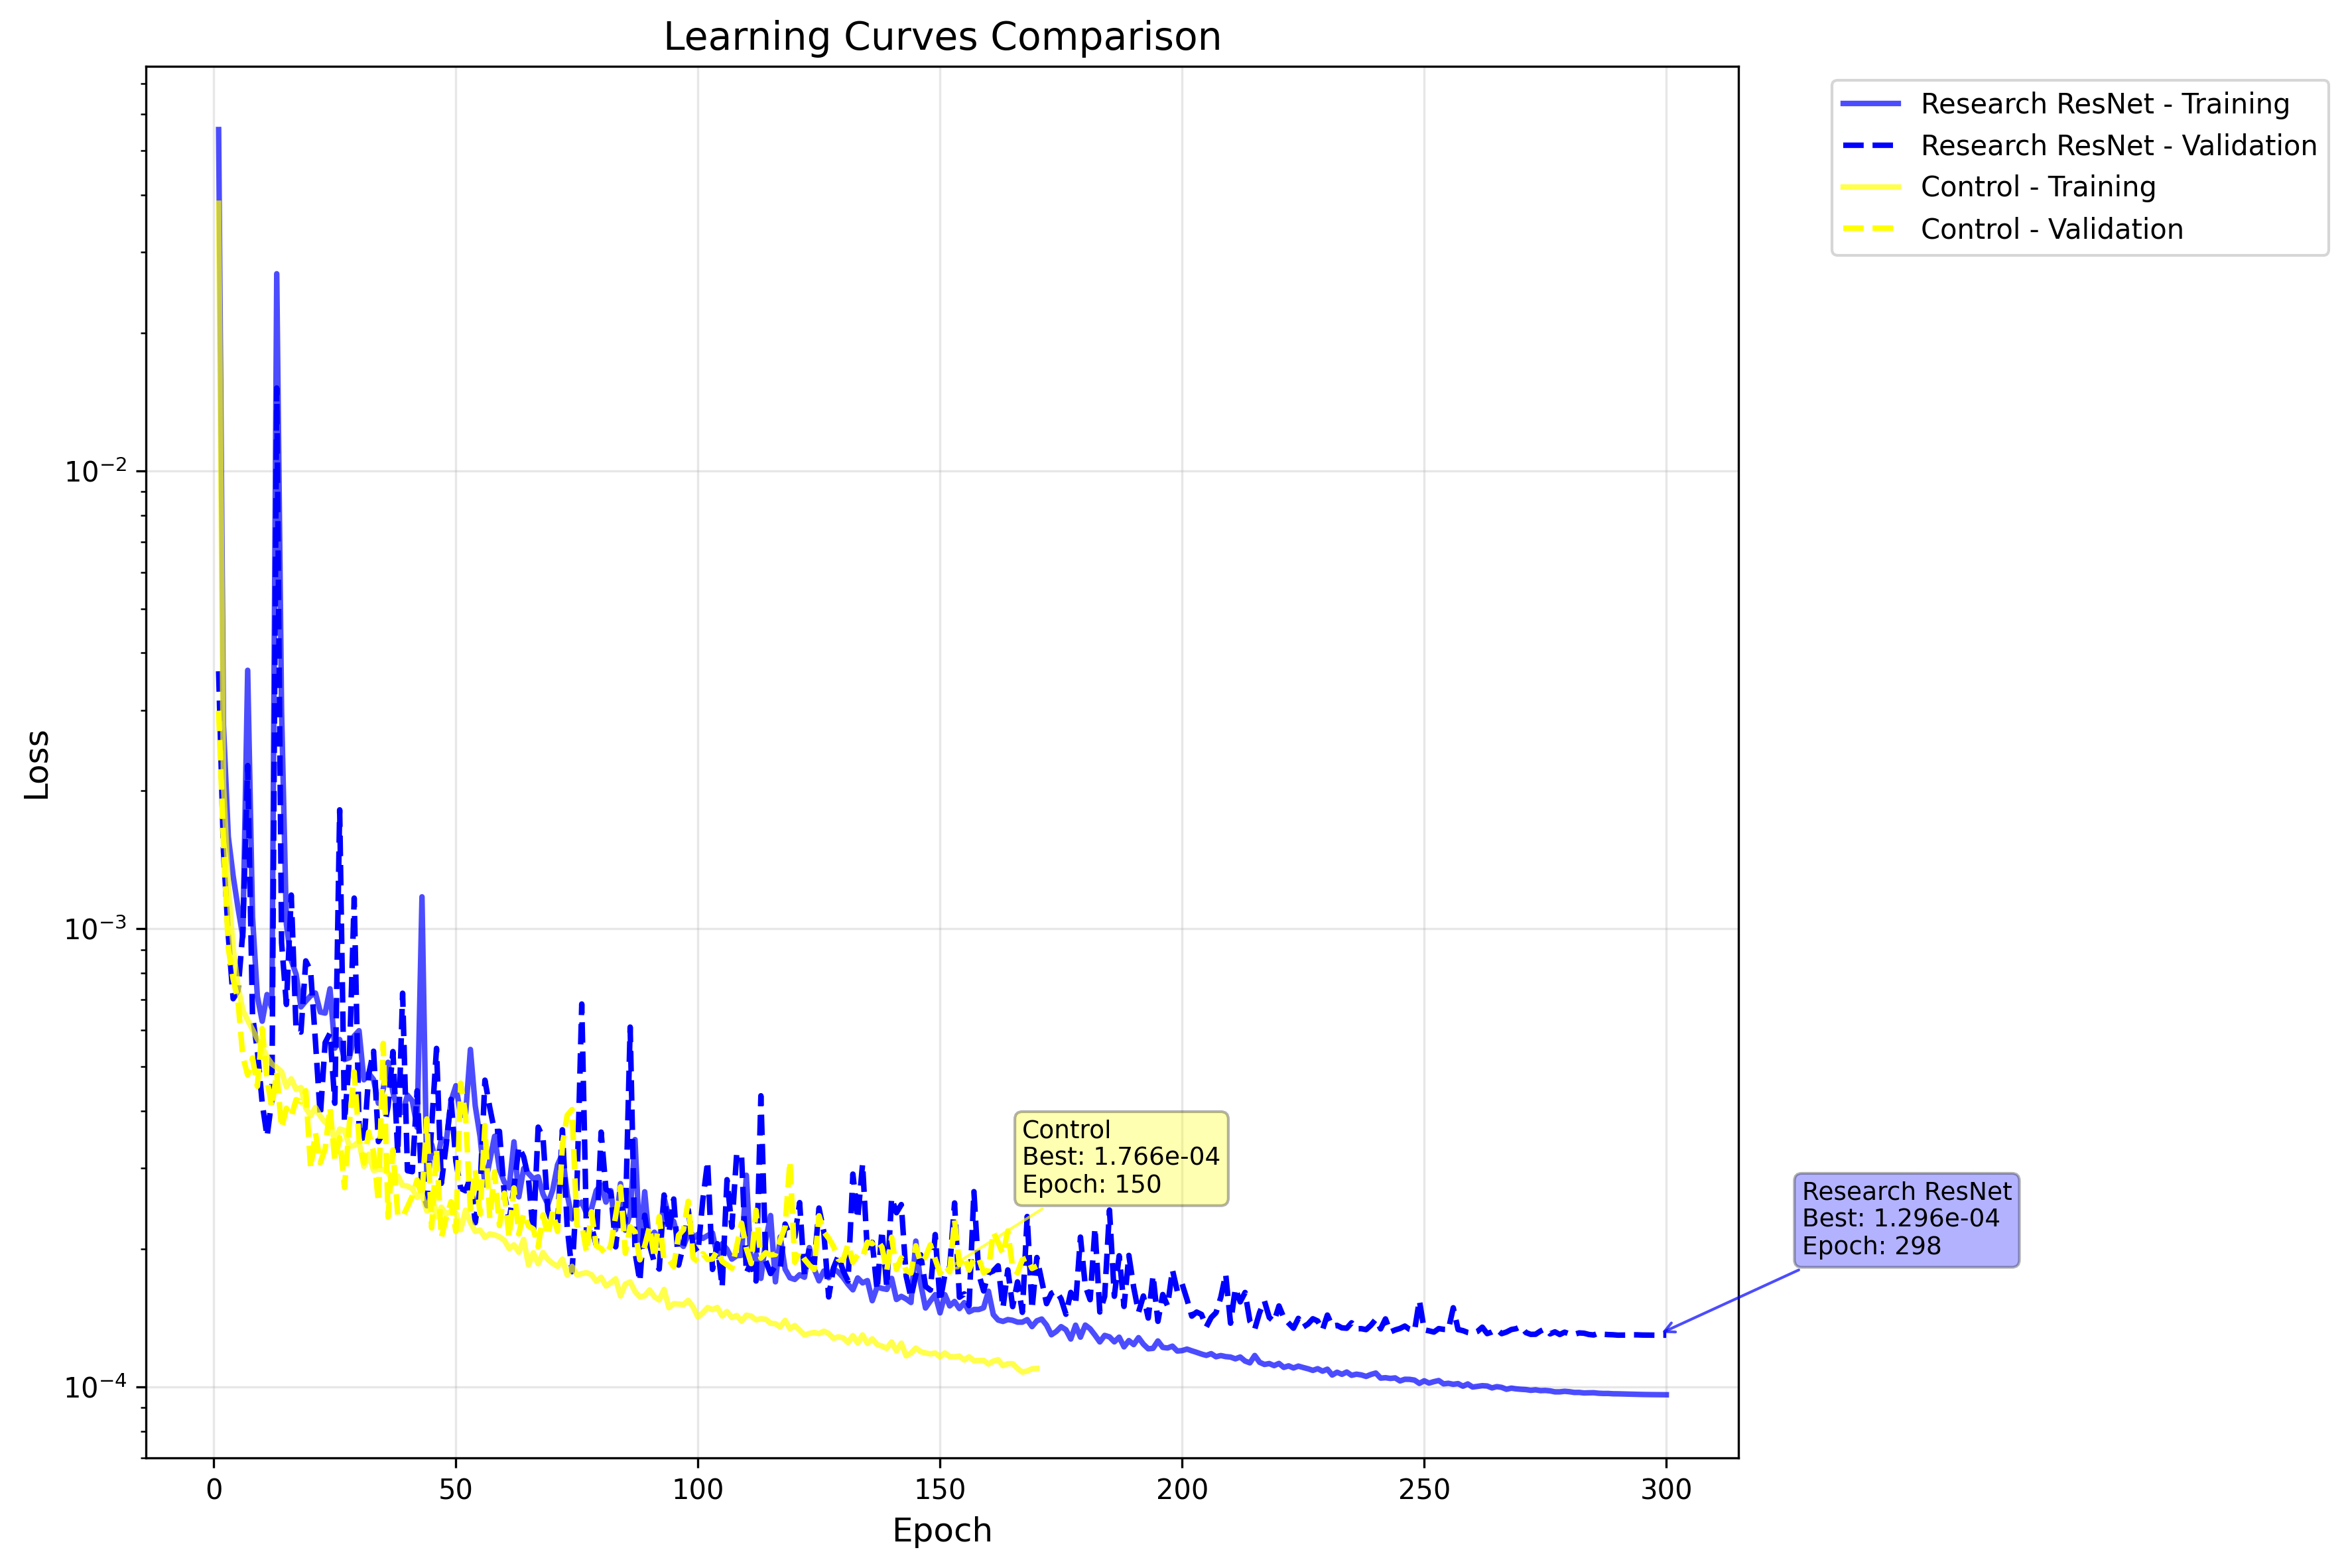 Learning Curves Comparison
Research ResNet - Training
Research ResNet - Validation
Control - Training
Control - Validation
10⁻²
10⁻³
10⁻⁴
Loss
Control
Best: 1.766e-04
Epoch: 150
Research ResNet
Best: 1.296e-04
Epoch: 298
0 50 100 150 200 250 300
Epoch